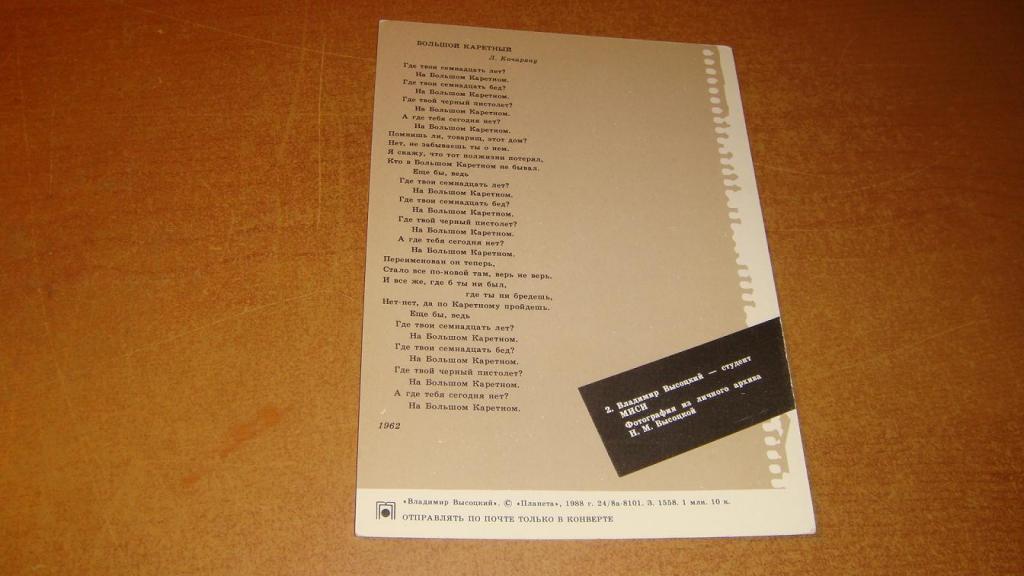 БОЛЬШОЙ КАРЕТНЫЙ
Л. Кочаряну
Где твои семнадцать лет?
На Большом Каретном.
Где твои семнадцать бед?
На Большом Каретном.
Где твой черный пистолет?
На Большом Каретном.
А где тебя сегодня нет?
На Большом Каретном.
Помнишь ли, товарищ, этот дом?
Нет, не забываешь ты о нем.
Я скажу, что тот полжизни потерял,
Кто в Большом Каретном не бывал.
Еще бы, ведь
Где твои семнадцать лет?
На Большом Каретном.
Где твои семнадцать бед?
На Большом Каретном.
Где твой черный пистолет?
На Большом Каретном.
А где тебя сегодня нет?
На Большом Каретном.
Переименован он теперь,
Стало все по-новой там, верь не верь.
И все же, где б ты ни был,
где ты ни бредешь,
Нет-нет, да по Каретному пройдешь.
Еще бы, ведь
Где твои семнадцать лет?
На Большом Каретном.
Где твои семнадцать бед?
На Большом Каретном.
Где твой черный пистолет?
На Большом Каретном.
А где тебя сегодня нет?
На Большом Каретном.
1962
2. Владимир Высоцкий — студент
МИСИ
Фотография из личного архива
Н. М. Высоцкой
«Владимир Высоцкий». © «Планета», 1988 г. 24/8а-8101. З. 1558. 1 млн. 10 к.
ОТПРАВЛЯТЬ ПО ПОЧТЕ ТОЛЬКО В КОНВЕРТЕ